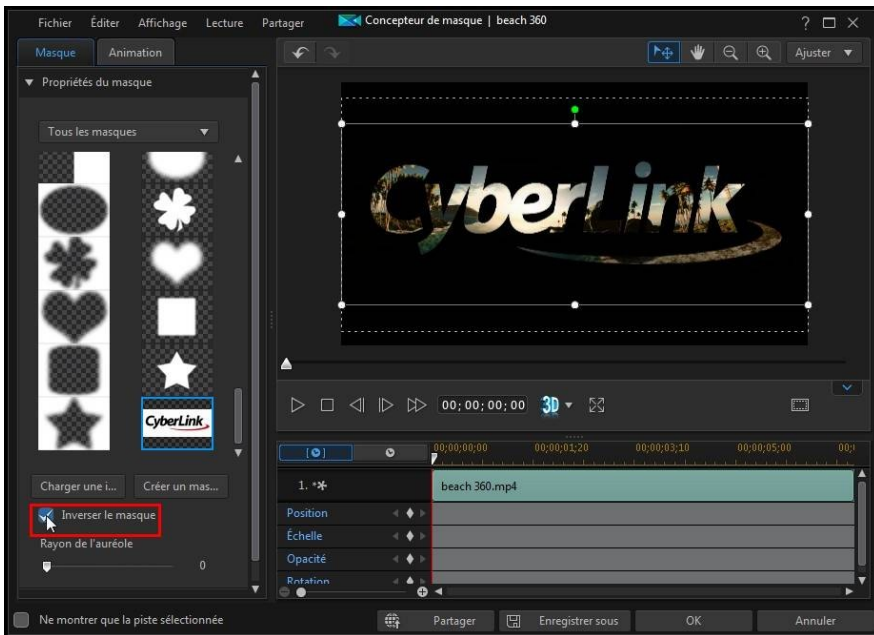 Fichier Éditer Affichage Lecture Partager Concepteur de masque | beach 360 ?
Masque Animation
Ajuster
Propriétés du masque
Tous les masques
CyberLink
CyberLink
Charger une i... Créer un mas...
Inverser le masque
Rayon de l'auréole
0
00;00;00;00 3D
00;00;00;00 00;00;01;20 00;00;03;10 00;00;05;00
1.
beach 360.mp4
Position
Échelle
Opacité
Rotation
Ne montrer que la piste sélectionnée Partager Enregistrer sous OK Annuler